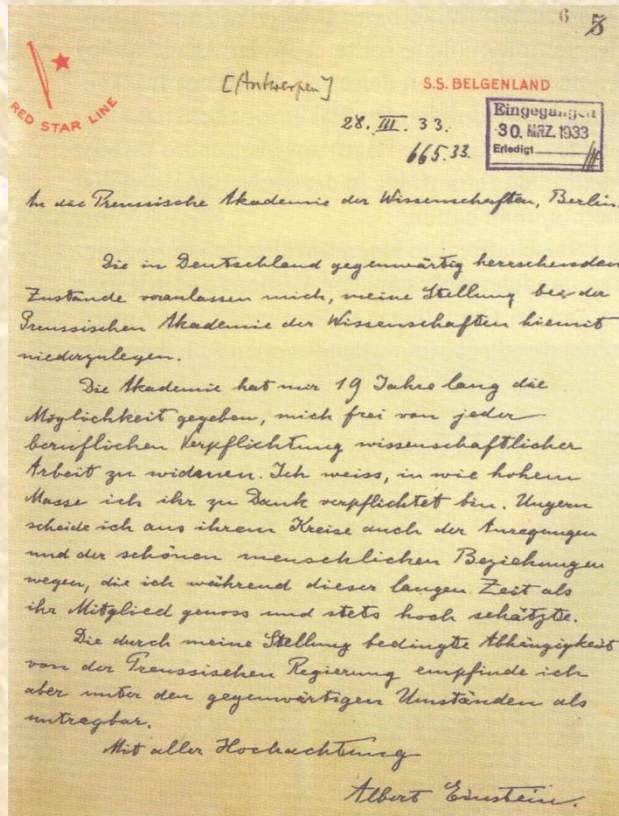 6 5
RED STAR LINE
[Antwerpen]
S.S. BELGENLAND
28. III. 33.
Eingegangen
30. MRZ. 1933
Erledigt
665.33.
An die Preussische Akademie der Wissenschaften, Berlin.
Die in Deutschland gegenwärtig herrschenden
Zustände veranlassen mich, meine Stellung bei der
Preussischen Akademie der Wissenschaften hiemit
niederzulegen.
Die Akademie hat mir 19 Jahre lang die
Möglichkeit gegeben, mich frei von jeder
beruflichen Verpflichtung wissenschaftlicher
Arbeit zu widmen. Ich weiss, in wie hohem
Masse ich ihr zu Dank verpflichtet bin. Ungern
scheide ich aus ihrem Kreise auch der Anregungen
und der schönen menschlichen Beziehungen
wegen, die ich während dieser langen Zeit als
ihr Mitglied genoss und stets hoch schätzte.
Die durch meine Stellung bedingte Abhängigkeit
von der Preussischen Regierung empfinde ich
aber unter den gegenwärtigen Umständen als
untragbar.
Mit aller Hochachtung
Albert Einstein.